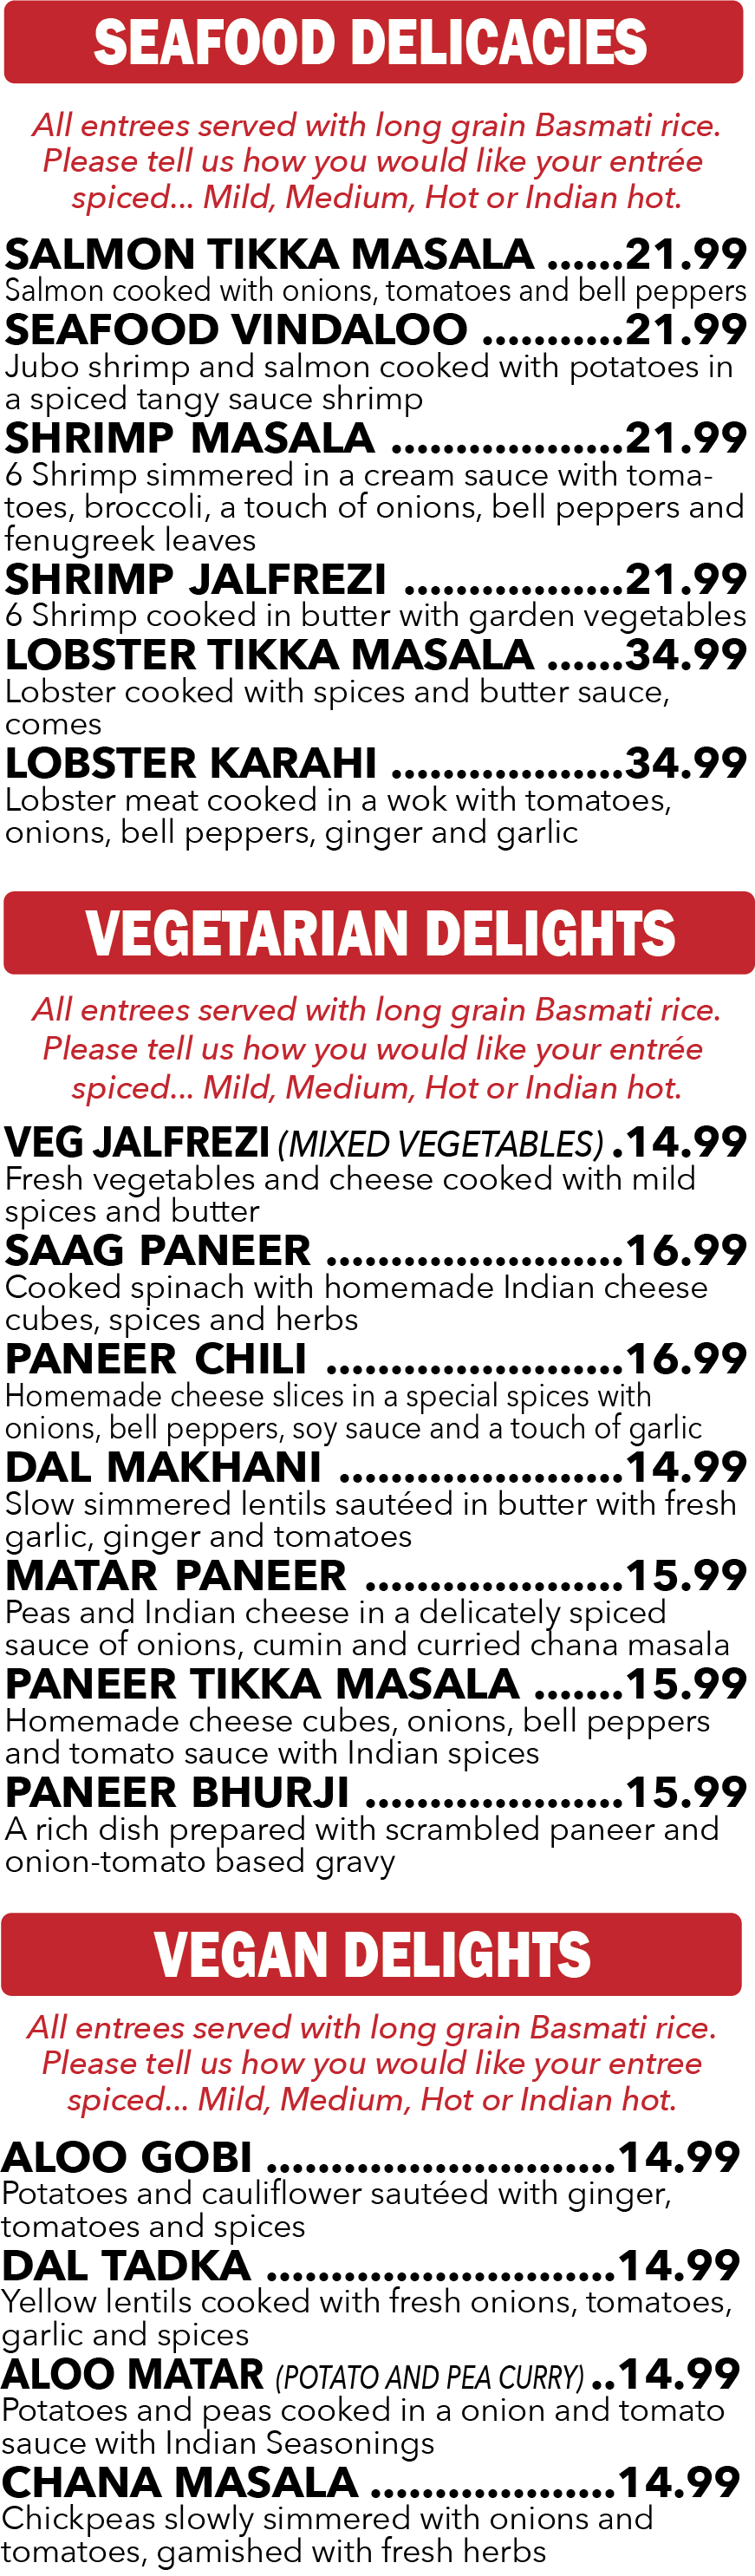 SEAFOOD DELICACIES
All entrees served with long grain Basmati rice.
Please tell us how you would like your entrée
spiced... Mild, Medium, Hot or Indian hot.
SALMON TIKKA MASALA ......21.99
Salmon cooked with onions, tomatoes and bell peppers
SEAFOOD VINDALOO ...........21.99
Jubo shrimp and salmon cooked with potatoes in
a spiced tangy sauce shrimp
SHRIMP MASALA ..................21.99
6 Shrimp simmered in a cream sauce with toma-
toes, broccoli, a touch of onions, bell peppers and
fenugreek leaves
SHRIMP JALFREZI .................21.99
6 Shrimp cooked in butter with garden vegetables
LOBSTER TIKKA MASALA ......34.99
Lobster cooked with spices and butter sauce,
comes
LOBSTER KARAHI ..................34.99
Lobster meat cooked in a wok with tomatoes,
onions, bell peppers, ginger and garlic
VEGETARIAN DELIGHTS
All entrees served with long grain Basmati rice.
Please tell us how you would like your entrée
spiced... Mild, Medium, Hot or Indian hot.
VEG JALFREZI (MIXED VEGETABLES) .14.99
Fresh vegetables and cheese cooked with mild
spices and butter
SAAG PANEER .......................16.99
Cooked spinach with homemade Indian cheese
cubes, spices and herbs
PANEER CHILI .......................16.99
Homemade cheese slices in a special spices with
onions, bell peppers, soy sauce and a touch of garlic
DAL MAKHANI ......................14.99
Slow simmered lentils sautéed in butter with fresh
garlic, ginger and tomatoes
MATAR PANEER ....................15.99
Peas and Indian cheese in a delicately spiced
sauce of onions, cumin and curried chana masala
PANEER TIKKA MASALA .......15.99
Homemade cheese cubes, onions, bell peppers
and tomato sauce with Indian spices
PANEER BHURJI ....................15.99
A rich dish prepared with scrambled paneer and
onion-tomato based gravy
VEGAN DELIGHTS
All entrees served with long grain Basmati rice.
Please tell us how you would like your entree
spiced... Mild, Medium, Hot or Indian hot.
ALOO GOBI ...........................14.99
Potatoes and cauliflower sautéed with ginger,
tomatoes and spices
DAL TADKA ...........................14.99
Yellow lentils cooked with fresh onions, tomatoes,
garlic and spices
ALOO MATAR (POTATO AND PEA CURRY) ..14.99
Potatoes and peas cooked in a onion and tomato
sauce with Indian Seasonings
CHANA MASALA ...................14.99
Chickpeas slowly simmered with onions and
tomatoes, gamished with fresh herbs